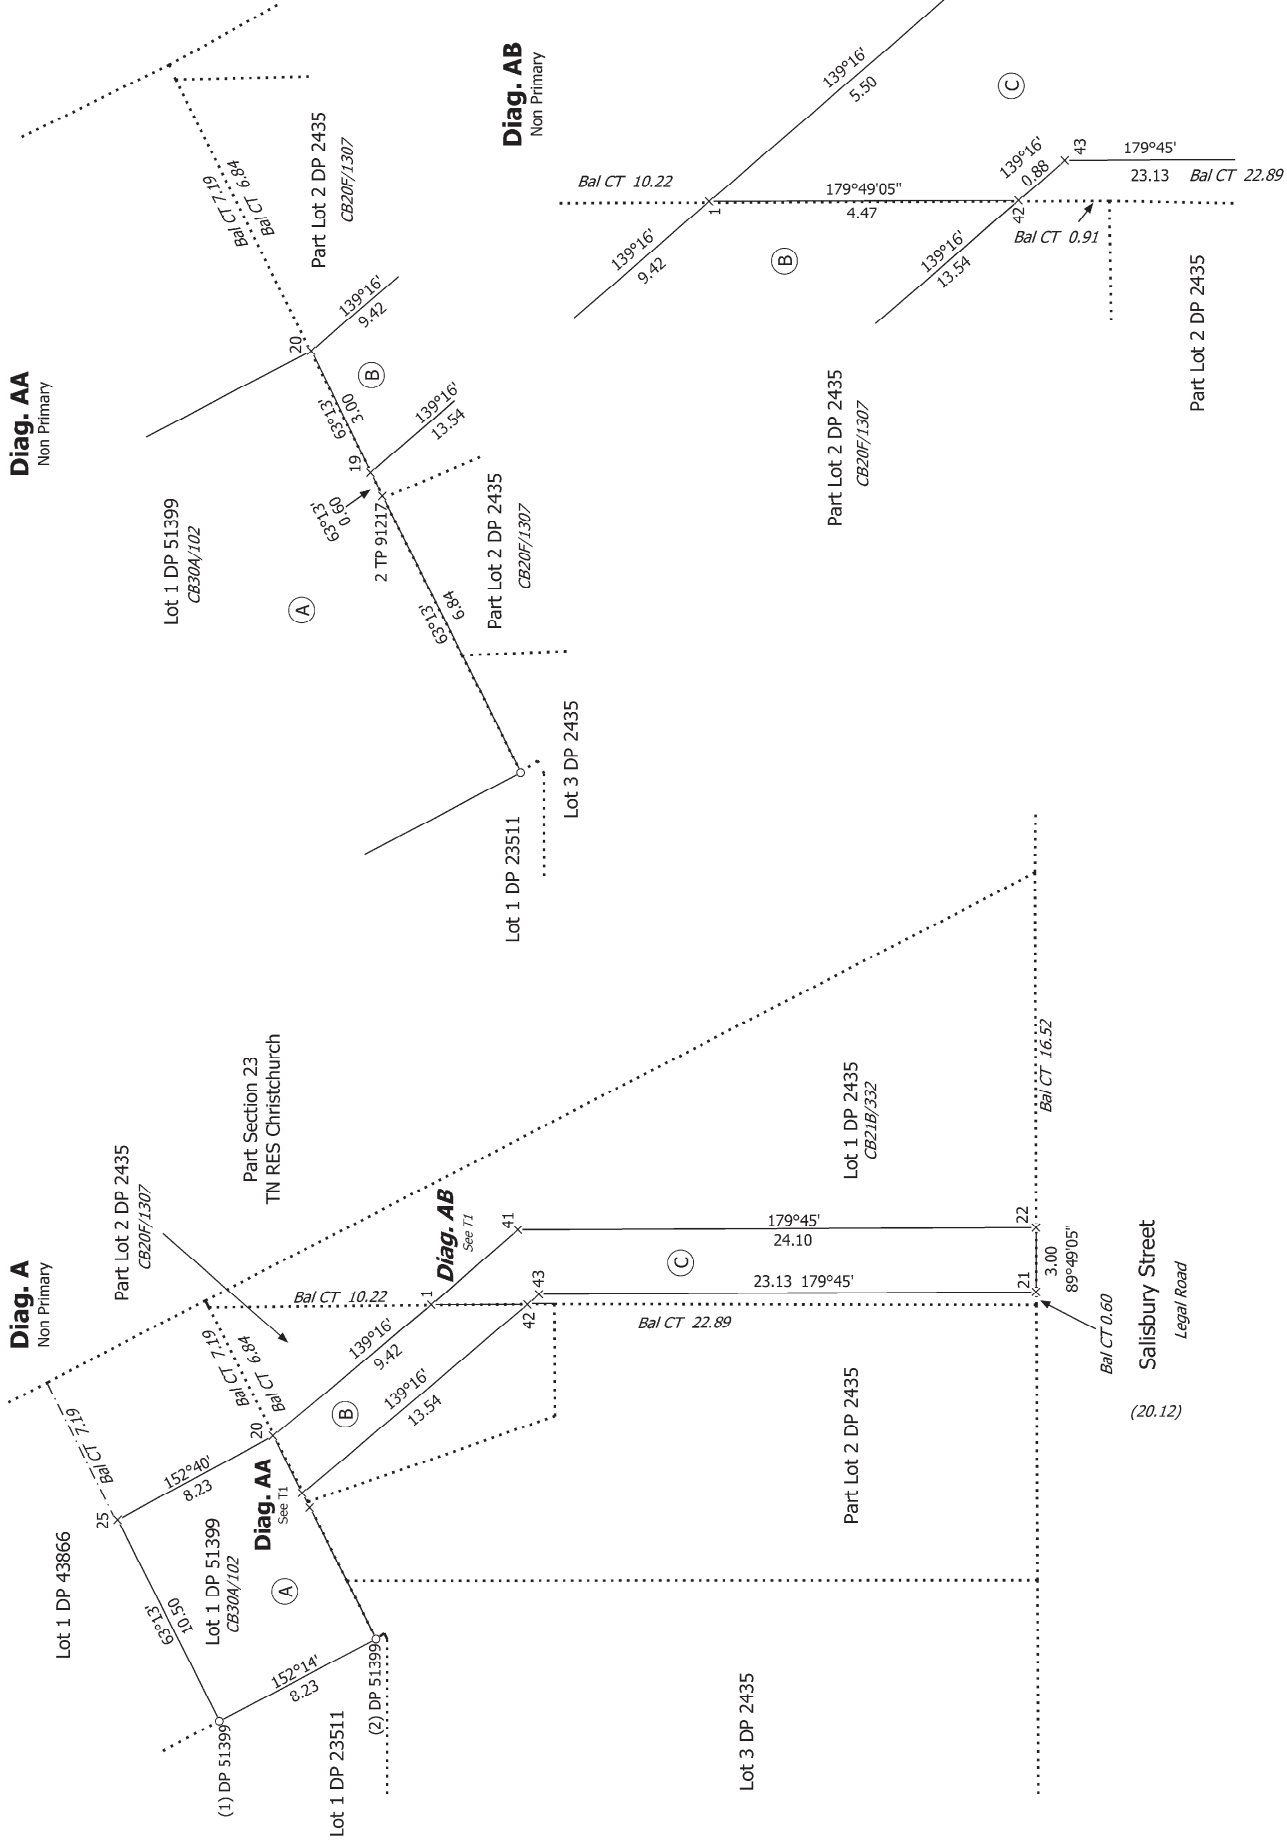 Diag. AA
Non Primary
Bal CT 7.19
Bal CT 6.84
Part Lot 2 DP 2435
CB20F/1307
20
139°16'
9.42
B
63°13'
3.00
139°16'
13.54
19
63°13'
0.60
2 TP 91217
Lot 1 DP 51399
CB30A/102
A
Part Lot 2 DP 2435
CB20F/1307
63°13'
6.84
Lot 3 DP 2435
Lot 1 DP 23511
Diag. AB
Non Primary
139°16'
5.50
C
Bal CT 10.22
1
179°49'05"
4.47
139°16'
0.88
43
179°45'
23.13
Bal CT 22.89
42
Bal CT 0.91
139°16'
9.42
B
139°16'
13.54
Part Lot 2 DP 2435
CB20F/1307
Part Lot 2 DP 2435
Diag. A
Non Primary
Part Lot 2 DP 2435
CB20F/1307
Part Section 23
TN RES Christchurch
Bal CT 7.19
Bal CT 7.19
Bal CT 6.84
Bal CT 10.22
25
152°40'
8.23
20
Lot 1 DP 43866
63°13'
10.50
Lot 1 DP 51399
CB30A/102
A
Diag. AA
See T1
139°16'
9.42
B
139°16'
13.54
1
Diag. AB
See T1
41
42
43
C
179°45'
24.10
23.13 179°45'
Bal CT 22.89
Lot 1 DP 2435
CB21B/332
Bal CT 16.52
22
21
3.00
89°49'05"
Bal CT 0.60
Salisbury Street
Legal Road
(20.12)
Part Lot 2 DP 2435
152°14'
8.23
(1) DP 51399
(2) DP 51399
Lot 1 DP 23511
Lot 3 DP 2435